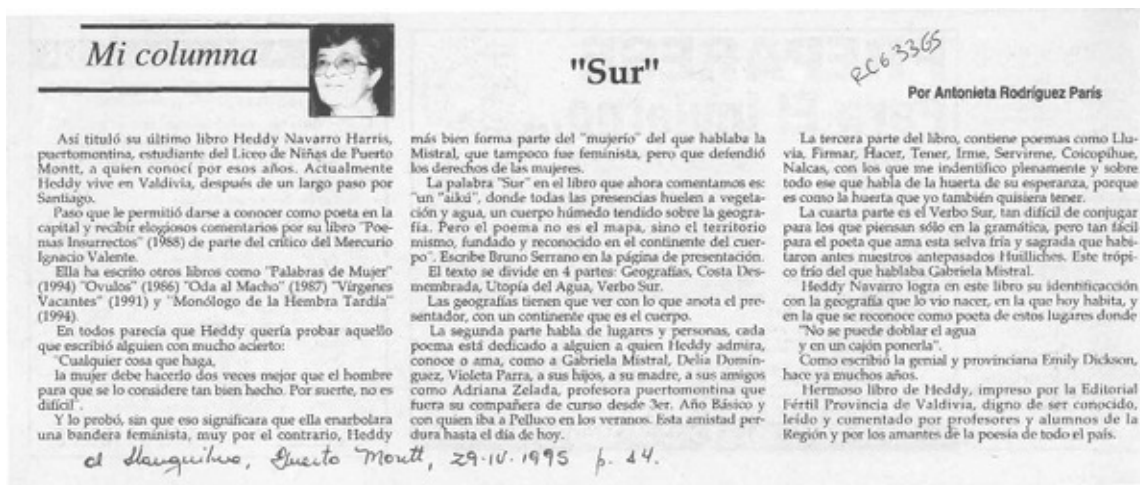 Mi columna
"Sur"
RC63365
Por Antonieta Rodríguez París
Así tituló su último libro Heddy Navarro Harris,
puertomontina, estudiante del Liceo de Niñas de Puerto
Montt, a quien conocí por esos años. Actualmente
Heddy vive en Valdivia, después de un largo paso por
Santiago.
Paso que le permitió darse a conocer como poeta en la
capital y recibir elogiosos comentarios por su libro "Poe-
mas Insurrectos" (1988) de parte del crítico del Mercurio
Ignacio Valente.
Ella ha escrito otros libros como "Palabras de Mujer"
(1994) "Ovulos" (1986) "Oda al Macho" (1987) "Vírgenes
Vacantes" (1991) y "Monólogo de la Hembra Tardía"
(1994).
En todos parecía que Heddy quería probar aquello
que escribió alguien con mucho acierto:
"Cualquier cosa que haga,
la mujer debe hacerlo dos veces mejor que el hombre
para que se lo considere tan bien hecho. Por suerte, no es
difícil".
Y lo probó, sin que eso significara que ella enarbolara
una bandera feminista, muy por el contrario, Heddy
más bien forma parte del "mujerío" del que hablaba la
Mistral, que tampoco fue feminista, pero que defendió
los derechos de las mujeres.
La palabra "Sur" en el libro que ahora comentamos es:
"un "aikú", donde todas las presencias huelen a vegeta-
ción y agua, un cuerpo húmedo tendido sobre la geogra-
fía. Pero el poema no es el mapa, sino el territorio
mismo, fundado y reconocido en el continente del cuer-
po". Escribe Bruno Serrano en la página de presentación.
El texto se divide en 4 partes: Geografías, Costa Des-
membrada, Utopía del Agua, Verbo Sur.
Las geografías tienen que ver con lo que anota el pre-
sentador, con un continente que es el cuerpo.
La segunda parte habla de lugares y personas, cada
poema está dedicado a alguien a quien Heddy admira,
conoce o ama, como a Gabriela Mistral, Delia Domín-
guez, Violeta Parra, a sus hijos, a su madre, a sus amigos
como Adriana Zelada, profesora puertomontina que
fuera su compañera de curso desde 3er. Año Básico y
con quien iba a Pelluco en los veranos. Esta amistad per-
dura hasta el día de hoy.
La tercera parte del libro, contiene poemas como Llu-
via, Firmar, Hacer, Tener, Irme, Servirme, Coicopihue,
Nalcas, con los que me indentifico plenamente y sobre
todo ese que habla de la huerta de su esperanza, porque
es como la huerta que yo también quisiera tener.
La cuarta parte es el Verbo Sur, tan difícil de conjugar
para los que piensan sólo en la gramática, pero tan fácil
para el poeta que ama esta selva fría y sagrada que habi-
taron antes nuestros antepasados Huilliches. Este trópi-
co frío del que hablaba Gabriela Mistral.
Heddy Navarro logra en este libro su identificacción
con la geografía que lo vio nacer, en la que hoy habita, y
en la que se reconoce como poeta de estos lugares donde
"No se puede doblar el agua
y en un cajón ponerla".
Como escribió la genial y provinciana Emily Dickson,
hace ya muchos años.
Hermoso libro de Heddy, impreso por la Editorial
Fértil Provincia de Valdivia, digno de ser conocido,
leído y comentado por profesores y alumnos de la
Región y por los amantes de la poesía de todo el país.
el Llanquihue, Puerto Montt, 29-IV-1995 p. 14.